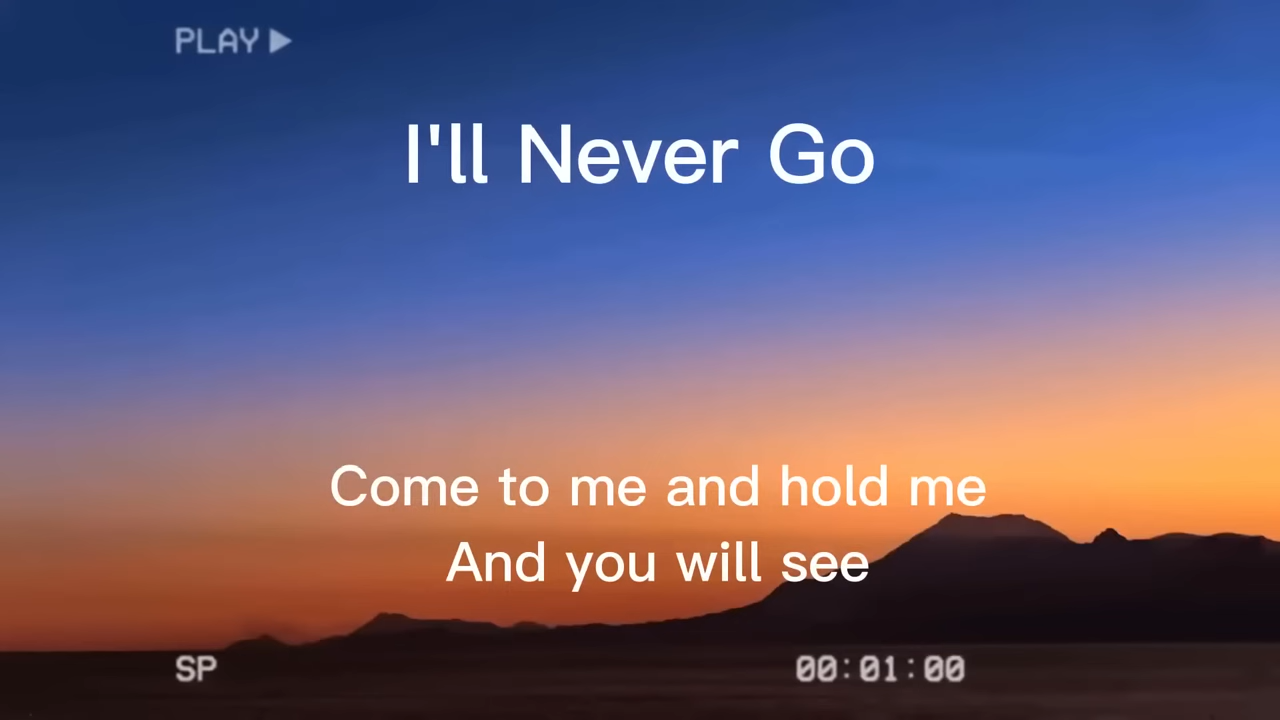 PLAY ▶
I'll Never Go
Come to me and hold me
And you will see
SP
00:01:00